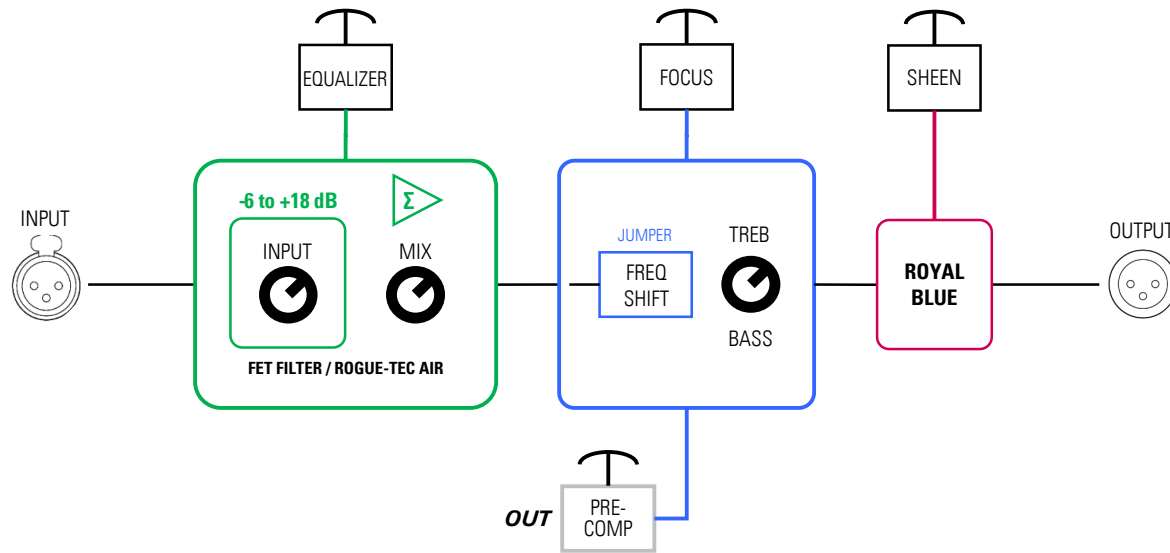 EQUALIZER
FOCUS
SHEEN
-6 to +18 dB
Σ
INPUT
INPUT
MIX
FET FILTER / ROGUE-TEC AIR
JUMPER
FREQ
SHIFT
TREB
BASS
ROYAL
BLUE
OUTPUT
OUT
PRE-
COMP